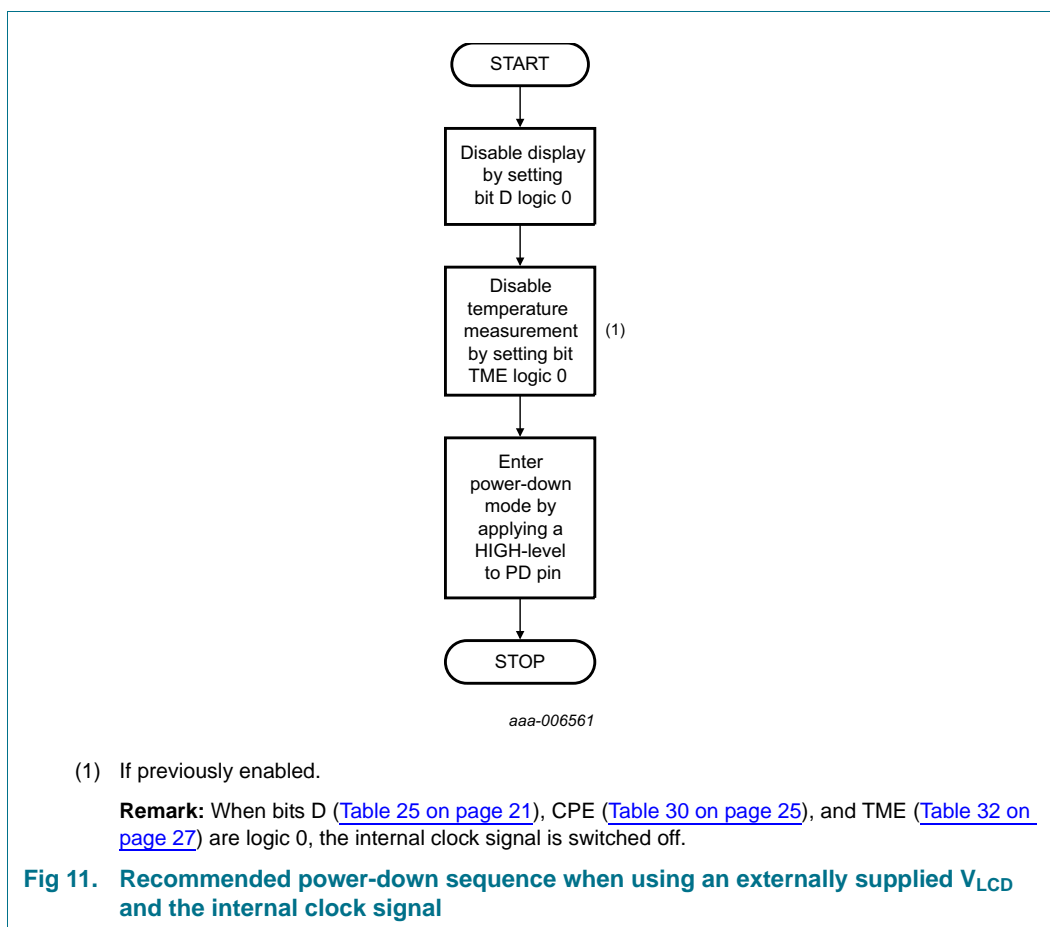 START
Disable display
by setting
bit D logic 0
Disable
temperature
measurement
by setting bit
TME logic 0
(1)
Enter
power-down
mode by
applying a
HIGH-level
to PD pin
STOP
aaa-006561
(1) If previously enabled.
Remark: When bits D (Table 25 on page 21), CPE (Table 30 on page 25), and TME (Table 32 on
page 27) are logic 0, the internal clock signal is switched off.
Fig 11. Recommended power-down sequence when using an externally supplied VLCD
and the internal clock signal